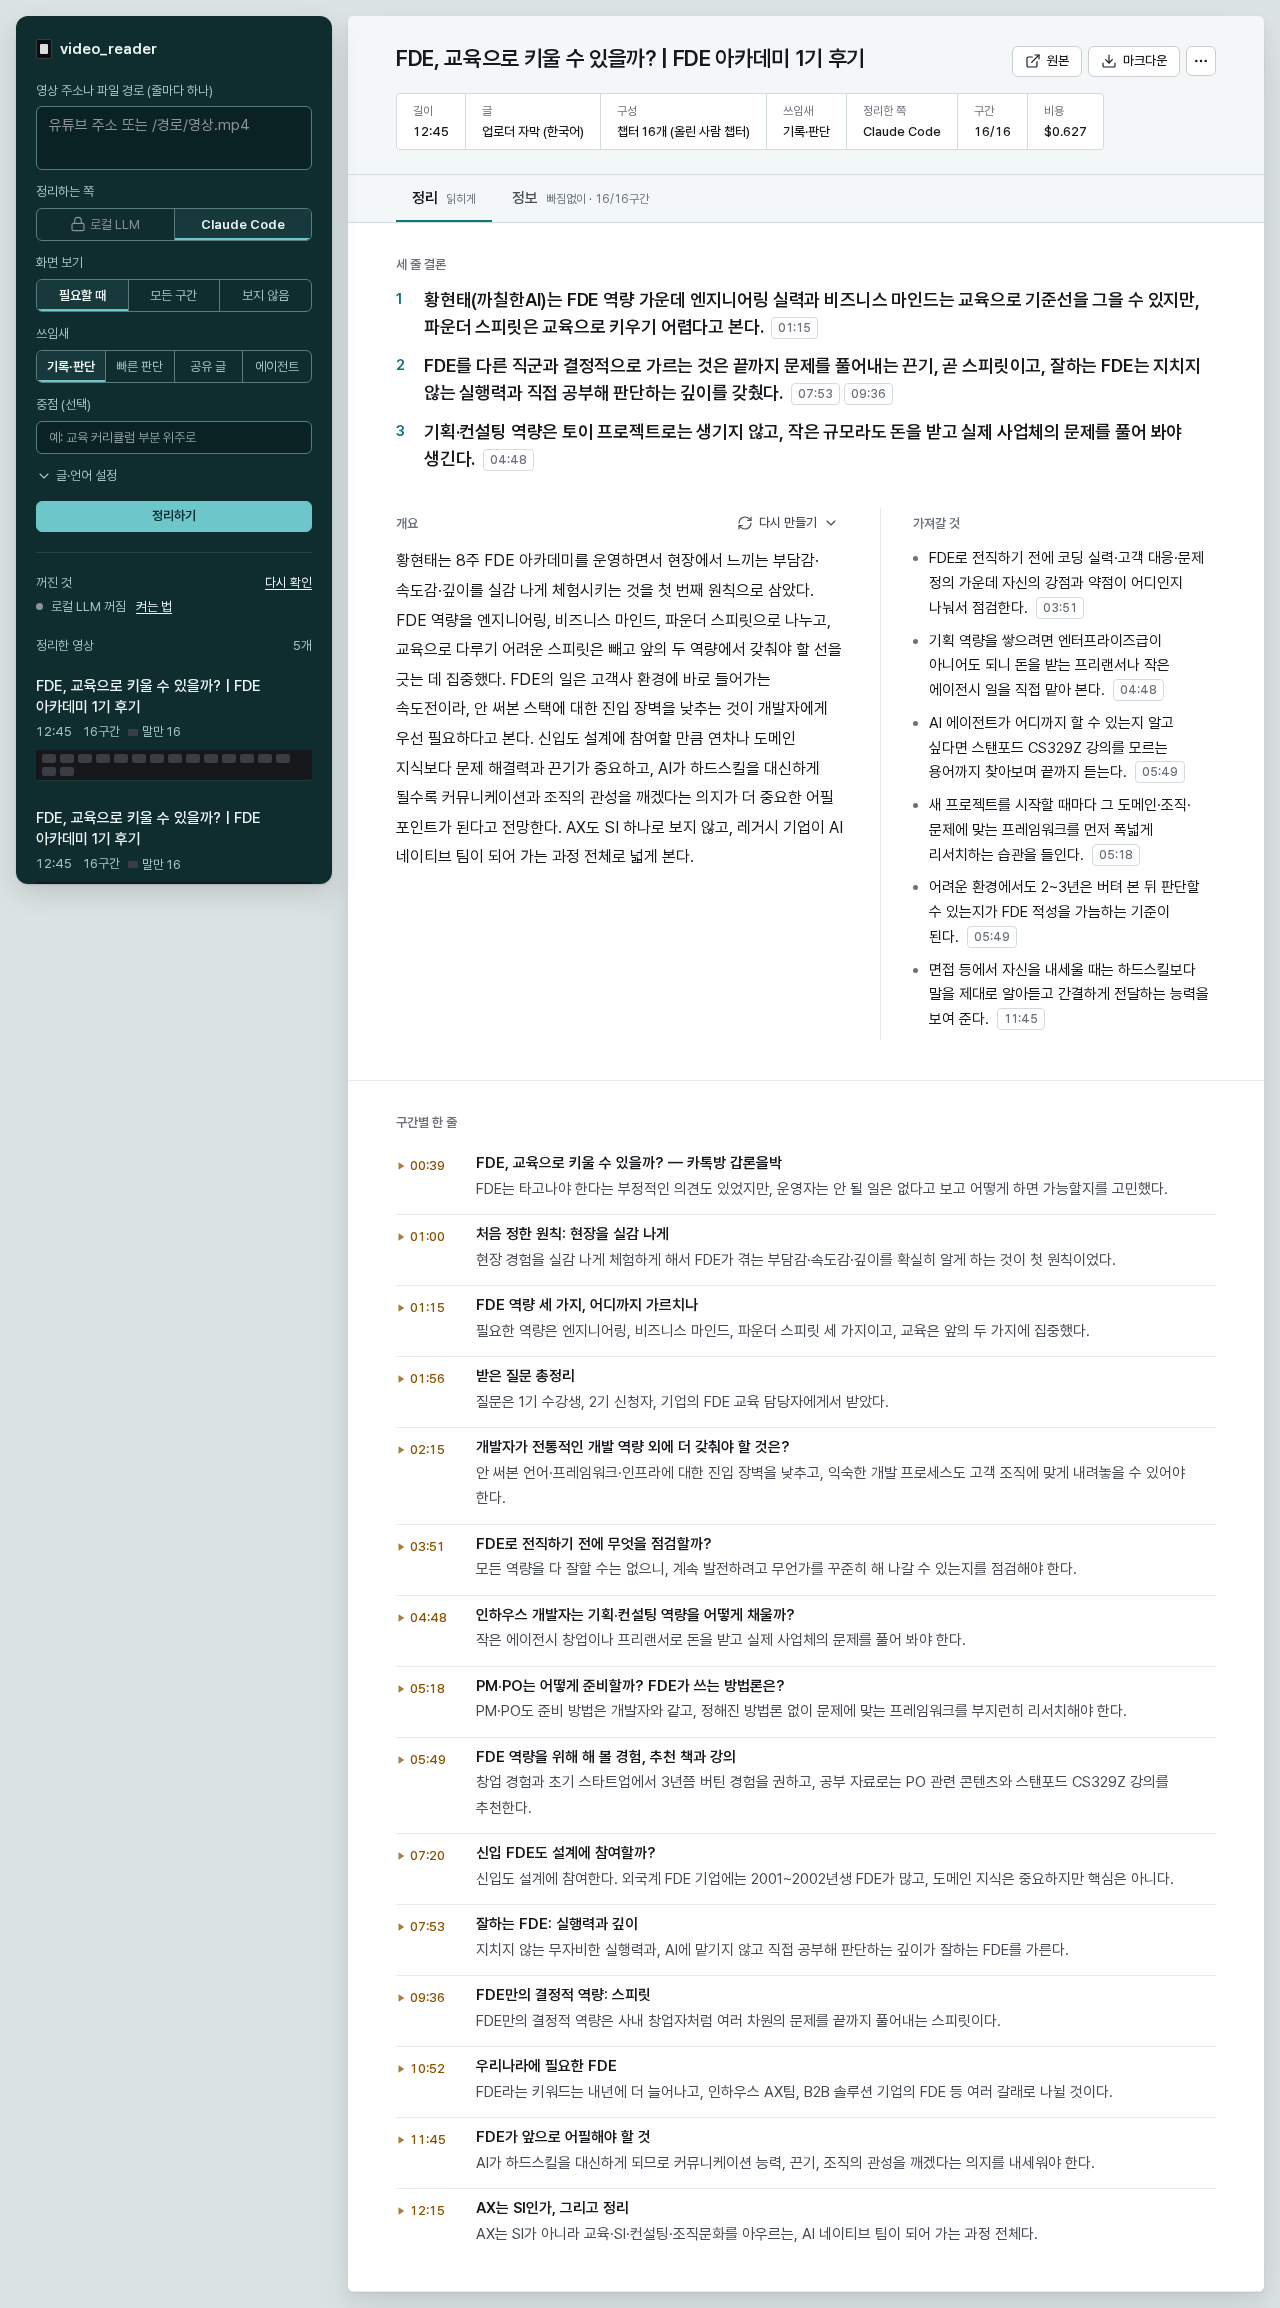 video_reader
영상 주소나 파일 경로 (줄마다 하나)
유튜브 주소 또는 /경로/영상.mp4
정리하는 쪽
로컬 LLM
Claude Code
화면 보기
필요할 때
모든 구간
보지 않음
쓰임새
기록·판단
빠른 판단
공유 글
에이전트
중점 (선택)
예: 교육 커리큘럼 부분 위주로
글·언어 설정
정리하기
꺼진 것
다시 확인
로컬 LLM 꺼짐 켜는 법
정리한 영상
5개
FDE, 교육으로 키울 수 있을까? | FDE
아카데미 1기 후기
12:45 16구간 말만 16
FDE, 교육으로 키울 수 있을까? | FDE
아카데미 1기 후기
12:45 16구간 말만 16
FDE, 교육으로 키울 수 있을까? | FDE 아카데미 1기 후기
원본
마크다운
길이
12:45
글
업로더 자막 (한국어)
구성
챕터 16개 (올린 사람 챕터)
쓰임새
기록·판단
정리한 쪽
Claude Code
구간
16/16
비용
$0.627
정리 읽히게
정보 빠짐없이 · 16/16구간
세 줄 결론
1 황현태(까칠한AI)는 FDE 역량 가운데 엔지니어링 실력과 비즈니스 마인드는 교육으로 기준선을 그을 수 있지만,
파운더 스피릿은 교육으로 키우기 어렵다고 본다. 01:15
2 FDE를 다른 직군과 결정적으로 가르는 것은 끝까지 문제를 풀어내는 끈기, 곧 스피릿이고, 잘하는 FDE는 지치지
않는 실행력과 직접 공부해 판단하는 깊이를 갖췄다. 07:53 09:36
3 기획·컨설팅 역량은 토이 프로젝트로는 생기지 않고, 작은 규모라도 돈을 받고 실제 사업체의 문제를 풀어 봐야
생긴다. 04:48
개요
다시 만들기
황현태는 8주 FDE 아카데미를 운영하면서 현장에서 느끼는 부담감·
속도감·깊이를 실감 나게 체험시키는 것을 첫 번째 원칙으로 삼았다.
FDE 역량을 엔지니어링, 비즈니스 마인드, 파운더 스피릿으로 나누고,
교육으로 다루기 어려운 스피릿은 빼고 앞의 두 역량에서 갖춰야 할 선을
긋는 데 집중했다. FDE의 일은 고객사 환경에 바로 들어가는
속도전이라, 안 써본 스택에 대한 진입 장벽을 낮추는 것이 개발자에게
우선 필요하다고 본다. 신입도 설계에 참여할 만큼 연차나 도메인
지식보다 문제 해결력과 끈기가 중요하고, AI가 하드스킬을 대신하게
될수록 커뮤니케이션과 조직의 관성을 깨겠다는 의지가 더 중요한 어필
포인트가 된다고 전망한다. AX도 SI 하나로 보지 않고, 레거시 기업이 AI
네이티브 팀이 되어 가는 과정 전체로 넓게 본다.
가져갈 것
FDE로 전직하기 전에 코딩 실력·고객 대응·문제
정의 가운데 자신의 강점과 약점이 어디인지
나눠서 점검한다. 03:51
기획 역량을 쌓으려면 엔터프라이즈급이
아니어도 되니 돈을 받는 프리랜서나 작은
에이전시 일을 직접 맡아 본다. 04:48
AI 에이전트가 어디까지 할 수 있는지 알고
싶다면 스탠포드 CS329Z 강의를 모르는
용어까지 찾아보며 끝까지 듣는다. 05:49
새 프로젝트를 시작할 때마다 그 도메인·조직·
문제에 맞는 프레임워크를 먼저 폭넓게
리서치하는 습관을 들인다. 05:18
어려운 환경에서도 2~3년은 버텨 본 뒤 판단할
수 있는지가 FDE 적성을 가늠하는 기준이
된다. 05:49
면접 등에서 자신을 내세울 때는 하드스킬보다
말을 제대로 알아듣고 간결하게 전달하는 능력을
보여 준다. 11:45
구간별 한 줄
00:39 FDE, 교육으로 키울 수 있을까? — 카톡방 갑론을박
FDE는 타고나야 한다는 부정적인 의견도 있었지만, 운영자는 안 될 일은 없다고 보고 어떻게 하면 가능할지를 고민했다.
01:00 처음 정한 원칙: 현장을 실감 나게
현장 경험을 실감 나게 체험하게 해서 FDE가 겪는 부담감·속도감·깊이를 확실히 알게 하는 것이 첫 원칙이었다.
01:15 FDE 역량 세 가지, 어디까지 가르치나
필요한 역량은 엔지니어링, 비즈니스 마인드, 파운더 스피릿 세 가지이고, 교육은 앞의 두 가지에 집중했다.
01:56 받은 질문 총정리
질문은 1기 수강생, 2기 신청자, 기업의 FDE 교육 담당자에게서 받았다.
02:15 개발자가 전통적인 개발 역량 외에 더 갖춰야 할 것은?
안 써본 언어·프레임워크·인프라에 대한 진입 장벽을 낮추고, 익숙한 개발 프로세스도 고객 조직에 맞게 내려놓을 수 있어야
한다.
03:51 FDE로 전직하기 전에 무엇을 점검할까?
모든 역량을 다 잘할 수는 없으니, 계속 발전하려고 무언가를 꾸준히 해 나갈 수 있는지를 점검해야 한다.
04:48 인하우스 개발자는 기획·컨설팅 역량을 어떻게 채울까?
작은 에이전시 창업이나 프리랜서로 돈을 받고 실제 사업체의 문제를 풀어 봐야 한다.
05:18 PM·PO는 어떻게 준비할까? FDE가 쓰는 방법론은?
PM·PO도 준비 방법은 개발자와 같고, 정해진 방법론 없이 문제에 맞는 프레임워크를 부지런히 리서치해야 한다.
05:49 FDE 역량을 위해 해 볼 경험, 추천 책과 강의
창업 경험과 초기 스타트업에서 3년쯤 버틴 경험을 권하고, 공부 자료로는 PO 관련 콘텐츠와 스탠포드 CS329Z 강의를
추천한다.
07:20 신입 FDE도 설계에 참여할까?
신입도 설계에 참여한다. 외국계 FDE 기업에는 2001~2002년생 FDE가 많고, 도메인 지식은 중요하지만 핵심은 아니다.
07:53 잘하는 FDE: 실행력과 깊이
지치지 않는 무자비한 실행력과, AI에 맡기지 않고 직접 공부해 판단하는 깊이가 잘하는 FDE를 가른다.
09:36 FDE만의 결정적 역량: 스피릿
FDE만의 결정적 역량은 사내 창업자처럼 여러 차원의 문제를 끝까지 풀어내는 스피릿이다.
10:52 우리나라에 필요한 FDE
FDE라는 키워드는 내년에 더 늘어나고, 인하우스 AX팀, B2B 솔루션 기업의 FDE 등 여러 갈래로 나뉠 것이다.
11:45 FDE가 앞으로 어필해야 할 것
AI가 하드스킬을 대신하게 되므로 커뮤니케이션 능력, 끈기, 조직의 관성을 깨겠다는 의지를 내세워야 한다.
12:15 AX는 SI인가, 그리고 정리
AX는 SI가 아니라 교육·SI·컨설팅·조직문화를 아우르는, AI 네이티브 팀이 되어 가는 과정 전체다.